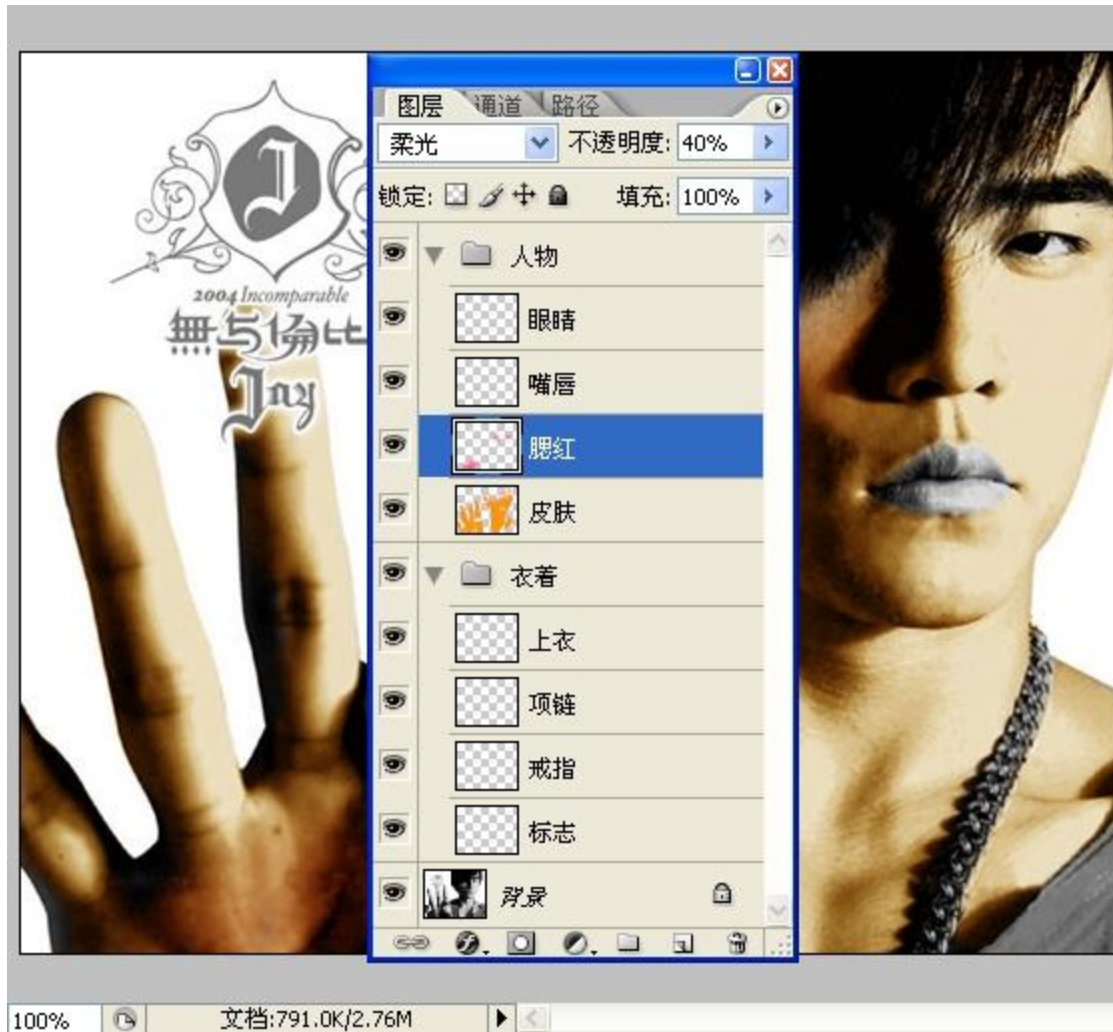 图层 通道 路径
柔光 不透明度: 40%
锁定: 填充: 100%
人物
眼睛
嘴唇
腮红
皮肤
衣着
上衣
项链
戒指
标志
背景
J
2004 Incomparable
無与倫比
Jay
100% 文档:791.0K/2.76M